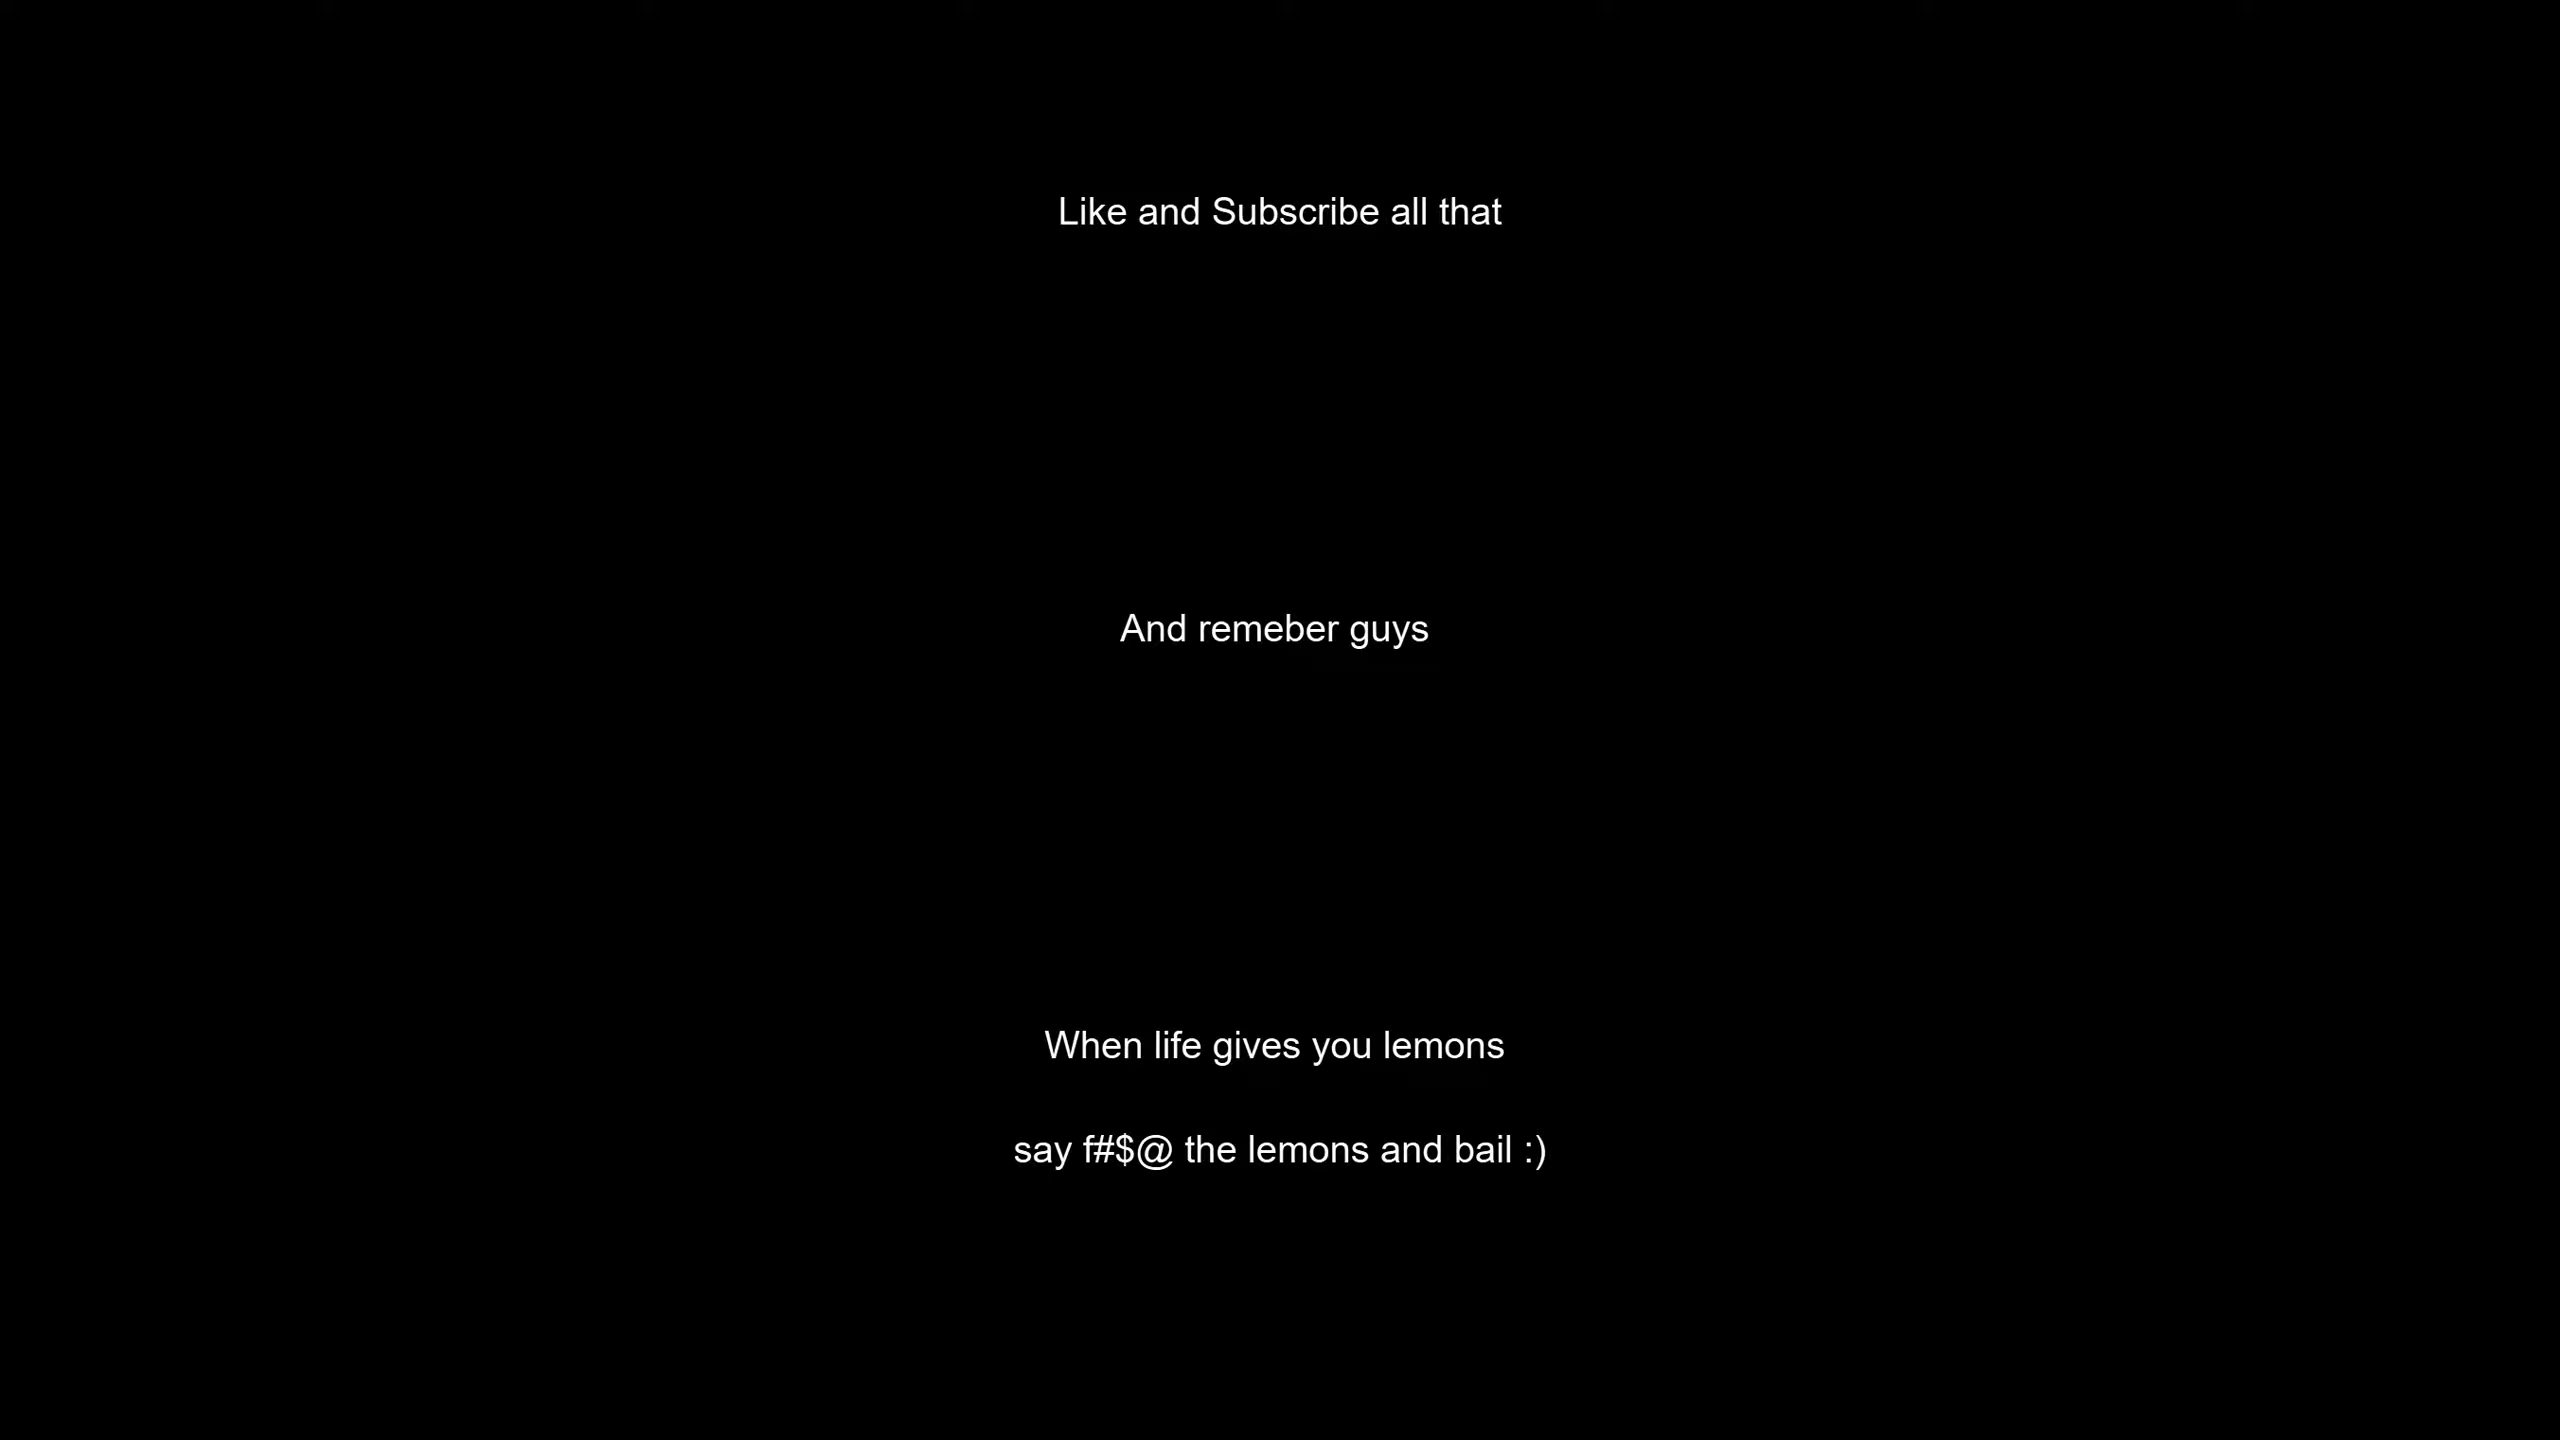 Like and Subscribe all that
And remeber guys
When life gives you lemons
say f#$@ the lemons and bail :)